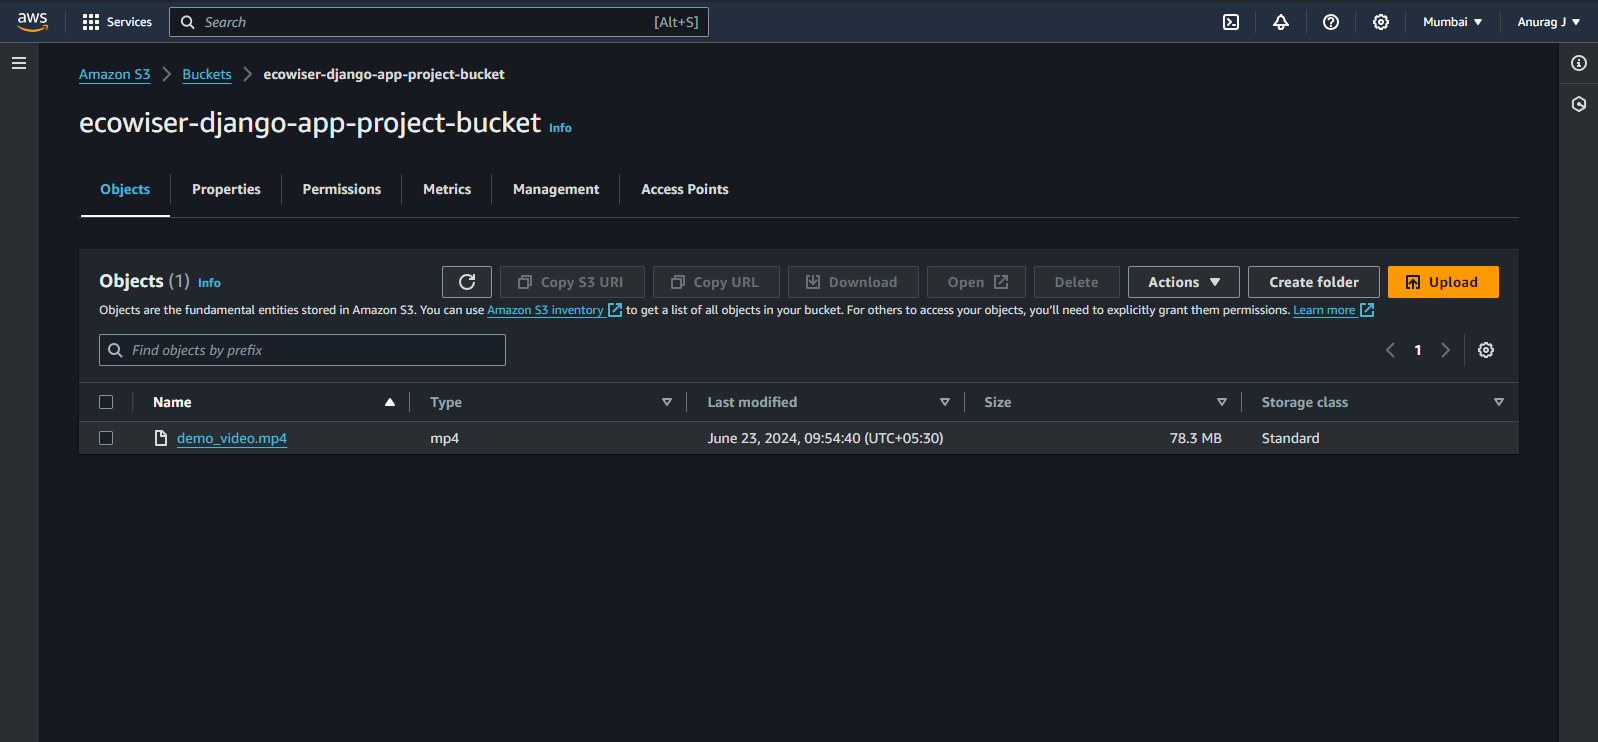 aws Services Search [Alt+S] Mumbai Anurag J
Amazon S3 Buckets ecowiser-django-app-project-bucket
ecowiser-django-app-project-bucket Info
Objects Properties Permissions Metrics Management Access Points
Objects (1) Info Copy S3 URI Copy URL Download Open Delete Actions Create folder Upload
Objects are the fundamental entities stored in Amazon S3. You can use Amazon S3 inventory to get a list of all objects in your bucket. For others to access your objects, you'll need to explicitly grant them permissions. Learn more
Find objects by prefix 1
Name Type Last modified Size Storage class
demo_video.mp4 mp4 June 23, 2024, 09:54:40 (UTC+05:30) 78.3 MB Standard